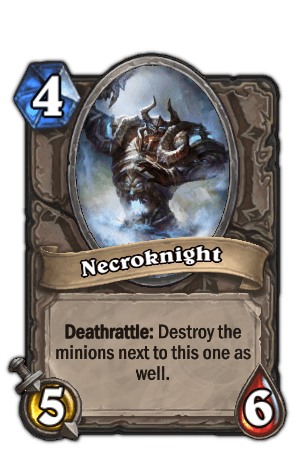 4
Necroknight
Deathrattle: Destroy the
minions next to this one as
well.
5
6